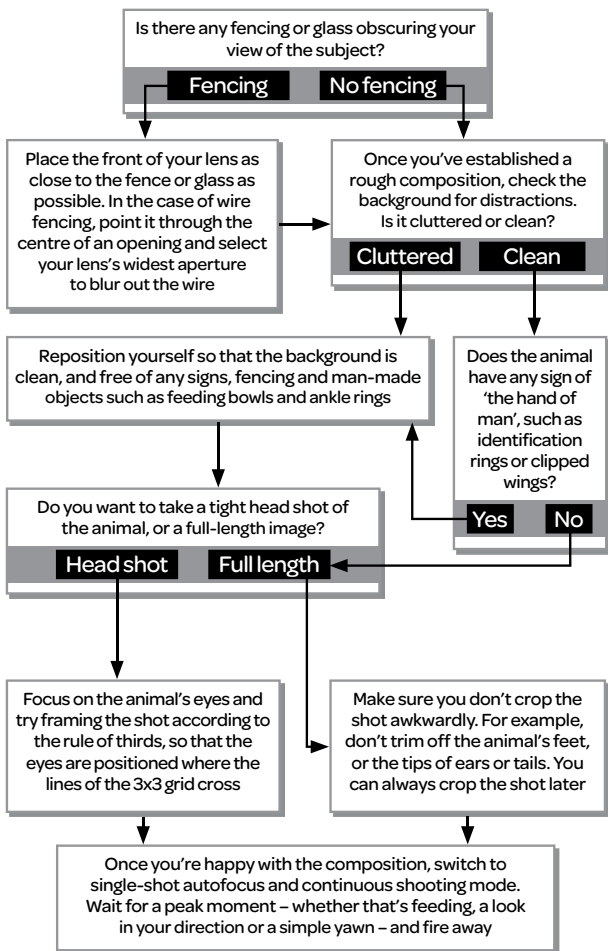 Is there any fencing or glass obscuring your
view of the subject?
Fencing
No fencing
Place the front of your lens as
close to the fence or glass as
possible. In the case of wire
fencing, point it through the
centre of an opening and select
your lens's widest aperture
to blur out the wire
Once you've established a
rough composition, check the
background for distractions.
Is it cluttered or clean?
Cluttered
Clean
Reposition yourself so that the background is
clean, and free of any signs, fencing and man-made
objects such as feeding bowls and ankle rings
Does the animal
have any sign of
‘the hand of
man’, such as
identification
rings or clipped
wings?
Yes
No
Do you want to take a tight head shot of
the animal, or a full-length image?
Head shot
Full length
Focus on the animal's eyes and
try framing the shot according to
the rule of thirds, so that the
eyes are positioned where the
lines of the 3x3 grid cross
Make sure you don't crop the
shot awkwardly. For example,
don't trim off the animal's feet,
or the tips of ears or tails. You
can always crop the shot later
Once you're happy with the composition, switch to
single-shot autofocus and continuous shooting mode.
Wait for a peak moment – whether that's feeding, a look
in your direction or a simple yawn – and fire away